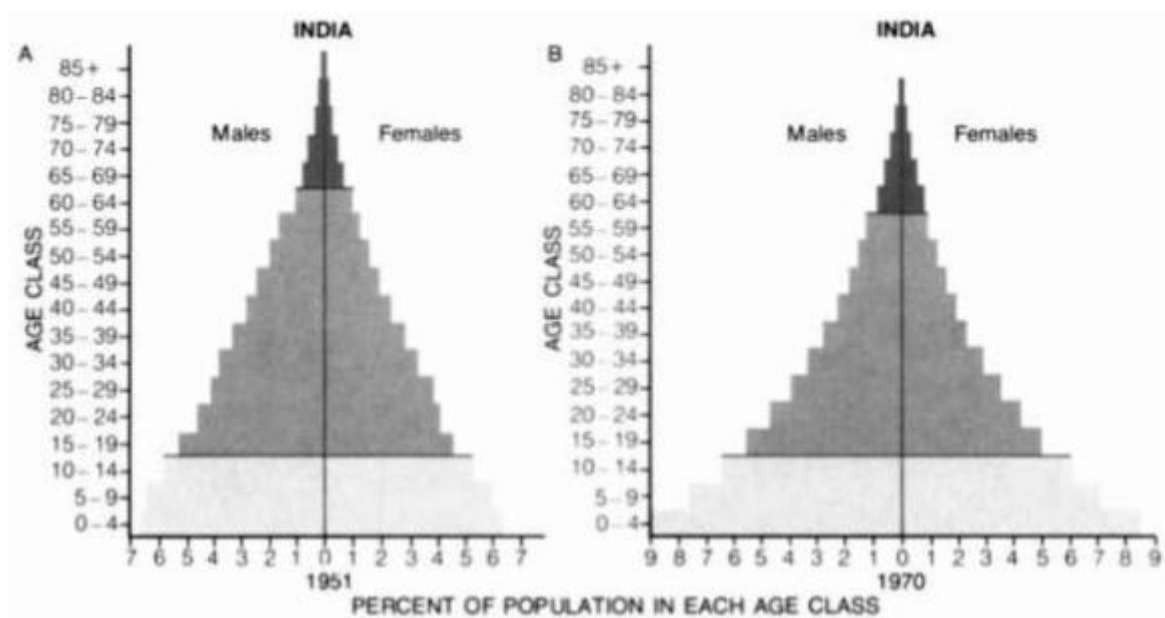 A
INDIA
85+
80-84
75-79
70-74
65-69
60-64
55-59
50-54
45-49
40-44
35-39
30-34
25-29
20-24
15-19
10-14
5-9
0-4
AGE CLASS
Males
Females
7 6 5 4 3 2 1 0 1 2 3 4 5 6 7
1951
B
INDIA
85+
80-84
75-79
70-74
65-69
60-64
55-59
50-54
45-49
40-44
35-39
30-34
25-29
20-24
15-19
10-14
5-9
0-4
AGE CLASS
Males
Females
9 8 7 6 5 4 3 2 1 0 1 2 3 4 5 6 7 8 9
1970
PERCENT OF POPULATION IN EACH AGE CLASS